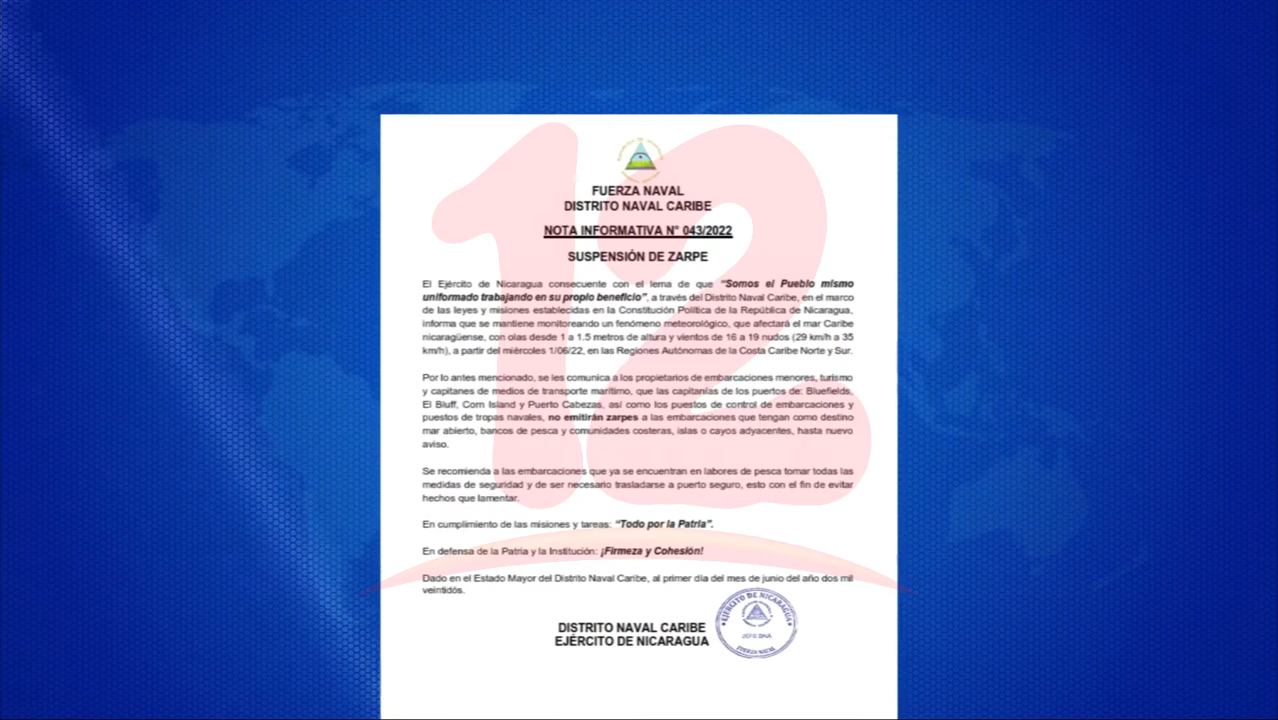 12
FUERZA NAVAL
DISTRITO NAVAL CARIBE
NOTA INFORMATIVA N° 043/2022
SUSPENSIÓN DE ZARPE
El Ejército de Nicaragua consecuente con el lema de que "Somos el Pueblo mismo
uniformado trabajando en su propio beneficio", a través del Distrito Naval Caribe, en el marco
de las leyes y misiones establecidas en la Constitución Política de la República de Nicaragua,
informa que se mantiene monitoreando un fenómeno meteorológico, que afectará el mar Caribe
nicaragüense, con olas desde 1 a 1.5 metros de altura y vientos de 16 a 19 nudos (29 km/h a 35
km/h), a partir del miércoles 1/06/22, en las Regiones Autónomas de la Costa Caribe Norte y Sur.
Por lo antes mencionado, se les comunica a los propietarios de embarcaciones menores, turismo
y capitanes de medios de transporte marítimo, que las capitanías de los puertos de: Bluefields,
El Bluff, Corn Island y Puerto Cabezas, así como los puestos de control de embarcaciones y
puestos de tropas navales, no emitirán zarpes a las embarcaciones que tengan como destino
mar abierto, bancos de pesca y comunidades costeras, islas o cayos adyacentes, hasta nuevo
aviso.
Se recomienda a las embarcaciones que ya se encuentran en labores de pesca tomar todas las
medidas de seguridad y de ser necesario trasladarse a puerto seguro, esto con el fin de evitar
hechos que lamentar.
En cumplimiento de las misiones y tareas: "Todo por la Patria".
En defensa de la Patria y la Institución: ¡Firmeza y Cohesión!
Dado en el Estado Mayor del Distrito Naval Caribe, al primer día del mes de junio del año dos mil
veintidós.
DISTRITO NAVAL CARIBE
EJÉRCITO DE NICARAGUA
EJERCITO DE NICARAGUA
FUERZA NAVAL